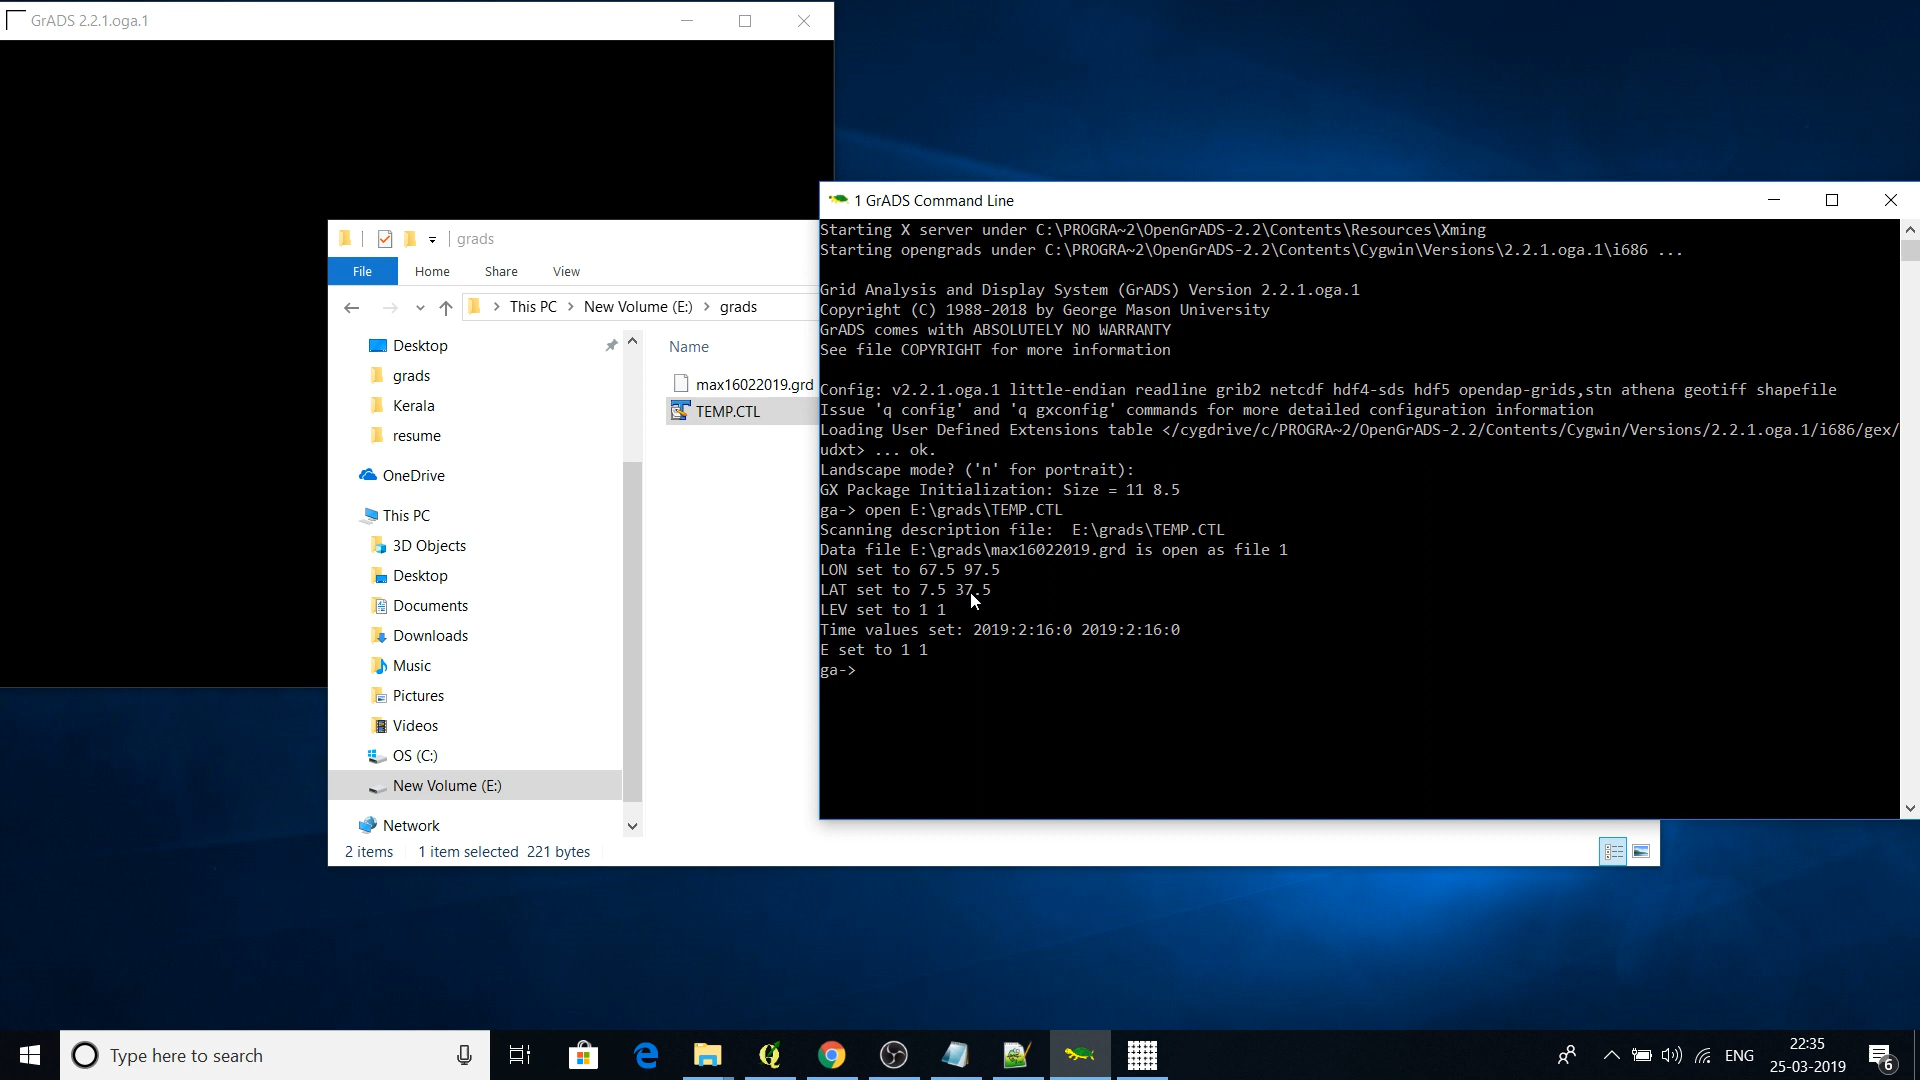 GrADS 2.2.1.oga.1
1 GrADS Command Line
Starting X server under C:\PROGRA~2\OpenGrADS-2.2\Contents\Resources\Xming
Starting opengrads under C:\PROGRA~2\OpenGrADS-2.2\Contents\Cygwin\Versions\2.2.1.oga.1\i686 ...
Grid Analysis and Display System (GrADS) Version 2.2.1.oga.1
Copyright (C) 1988-2018 by George Mason University
GrADS comes with ABSOLUTELY NO WARRANTY
See file COPYRIGHT for more information
Config: v2.2.1.oga.1 little-endian readline grib2 netcdf hdf4-sds hdf5 opendap-grids,stn athena geotiff shapefile
Issue 'q config' and 'q gxconfig' commands for more detailed configuration information
Loading User Defined Extensions table </cygdrive/c/PROGRA~2/OpenGrADS-2.2/Contents/Cygwin/Versions/2.2.1.oga.1/i686/gex/
udxt> ... ok.
Landscape mode? ('n' for portrait):
GX Package Initialization: Size = 11 8.5
ga-> open E:\grads\TEMP.CTL
Scanning description file:  E:\grads\TEMP.CTL
Data file E:\grads\max16022019.grd is open as file 1
LON set to 67.5 97.5
LAT set to 7.5 37.5
LEV set to 1 1
Time values set: 2019:2:16:0 2019:2:16:0
E set to 1 1
ga->
grads
File Home Share View
This PC > New Volume (E:) > grads
Desktop
grads
Kerala
resume
OneDrive
This PC
3D Objects
Desktop
Documents
Downloads
Music
Pictures
Videos
OS (C:)
New Volume (E:)
Network
Name
max16022019.grd
TEMP.CTL
2 items 1 item selected 221 bytes
Type here to search
ENG
22:35
25-03-2019
6